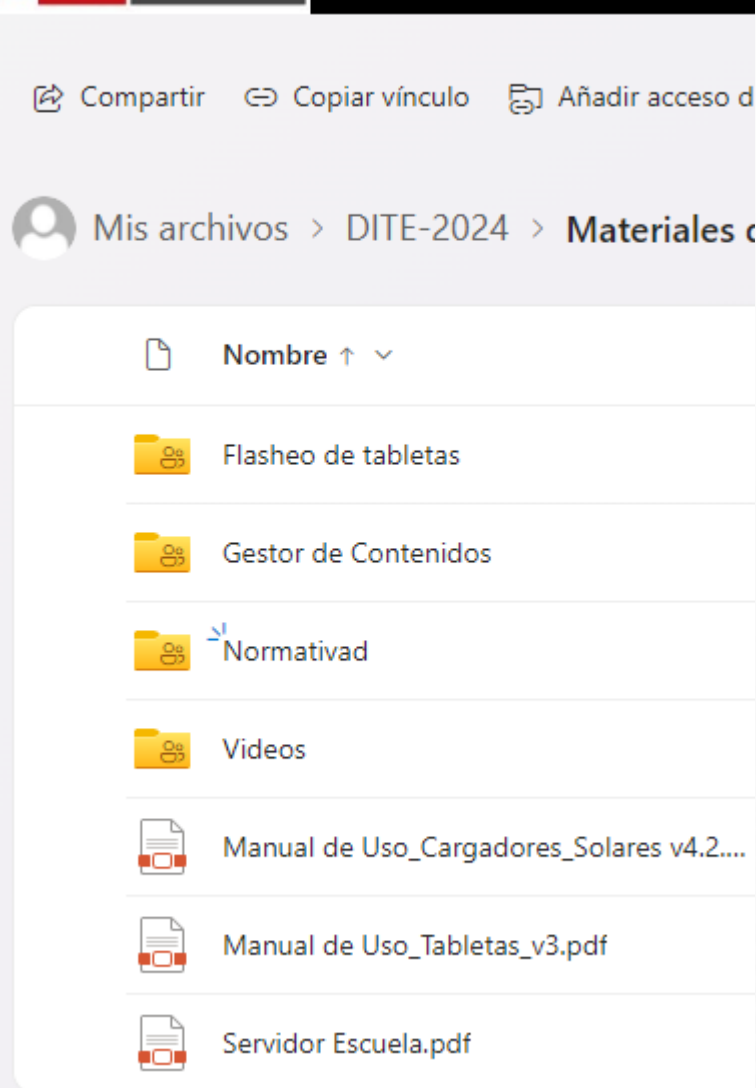 Compartir Copiar vínculo Añadir acceso d
Mis archivos > DITE-2024 > Materiales
Nombre
Flasheo de tabletas
Gestor de Contenidos
Normativad
Videos
Manual de Uso_Cargadores_Solares v4.2....
Manual de Uso_Tabletas_v3.pdf
Servidor Escuela.pdf